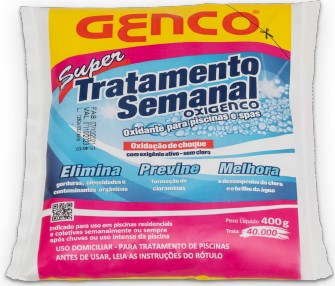 GENCO
Super
Tratamento
Semanal
OXIGENCO
Oxidante para piscinas e spas
Oxidação de choque
com oxigênio ativo - sem cloro
Elimina Previne Melhora
gorduras, oleosidades e formação de o desempenho do cloro
contaminantes orgânicos cloraminas e o brilho da água
Indicado para uso em piscinas residenciais
e coletivas semanalmente ou sempre
após chuvas ou uso intenso da piscina
Peso Líquido 400g
Trata 40.000
USO DOMICILIAR - PARA TRATAMENTO DE PISCINAS
ANTES DE USAR, LEIA AS INSTRUÇÕES DO RÓTULO